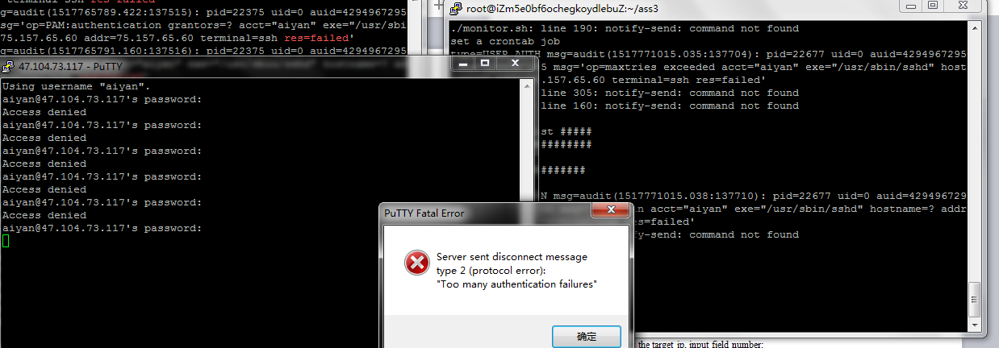 terminal ssh res=failed
g=audit(1517765789.422:137515): pid=22375 uid=0 auid=4294967295
sg='op=PAM:authentication grantors=? acct="aiyan" exe="/usr/sbi
75.157.65.60 addr=75.157.65.60 terminal=ssh res=failed'
g=audit(1517765791.160:137516): pid=22375 uid=0 auid=4294967295
47.104.73.117 - PuTTY
Using username "aiyan".
aiyan@47.104.73.117's password:
Access denied
aiyan@47.104.73.117's password:
Access denied
aiyan@47.104.73.117's password:
Access denied
aiyan@47.104.73.117's password:
Access denied
aiyan@47.104.73.117's password:
Access denied
aiyan@47.104.73.117's password:
root@iZm5e0bf6ochegkoydlebuZ:~/ass3
./monitor.sh: line 190: notify-send: command not found
set a crontab job
type=USER_AUTH msg=audit(1517771015.035:137704): pid=22677 uid=0 auid=4294967295
5 msg='op=maxtries exceeded acct="aiyan" exe="/usr/sbin/sshd" host
.157.65.60 terminal=ssh res=failed'
line 305: notify-send: command not found
line 160: notify-send: command not found
st #####
########
#######
N msg=audit(1517771015.038:137710): pid=22677 uid=0 auid=429496729
n acct="aiyan" exe="/usr/sbin/sshd" hostname=? addr
es=failed'
fy-send: command not found
PuTTY Fatal Error
Server sent disconnect message
type 2 (protocol error):
"Too many authentication failures"
确定
the target ip, input field number: